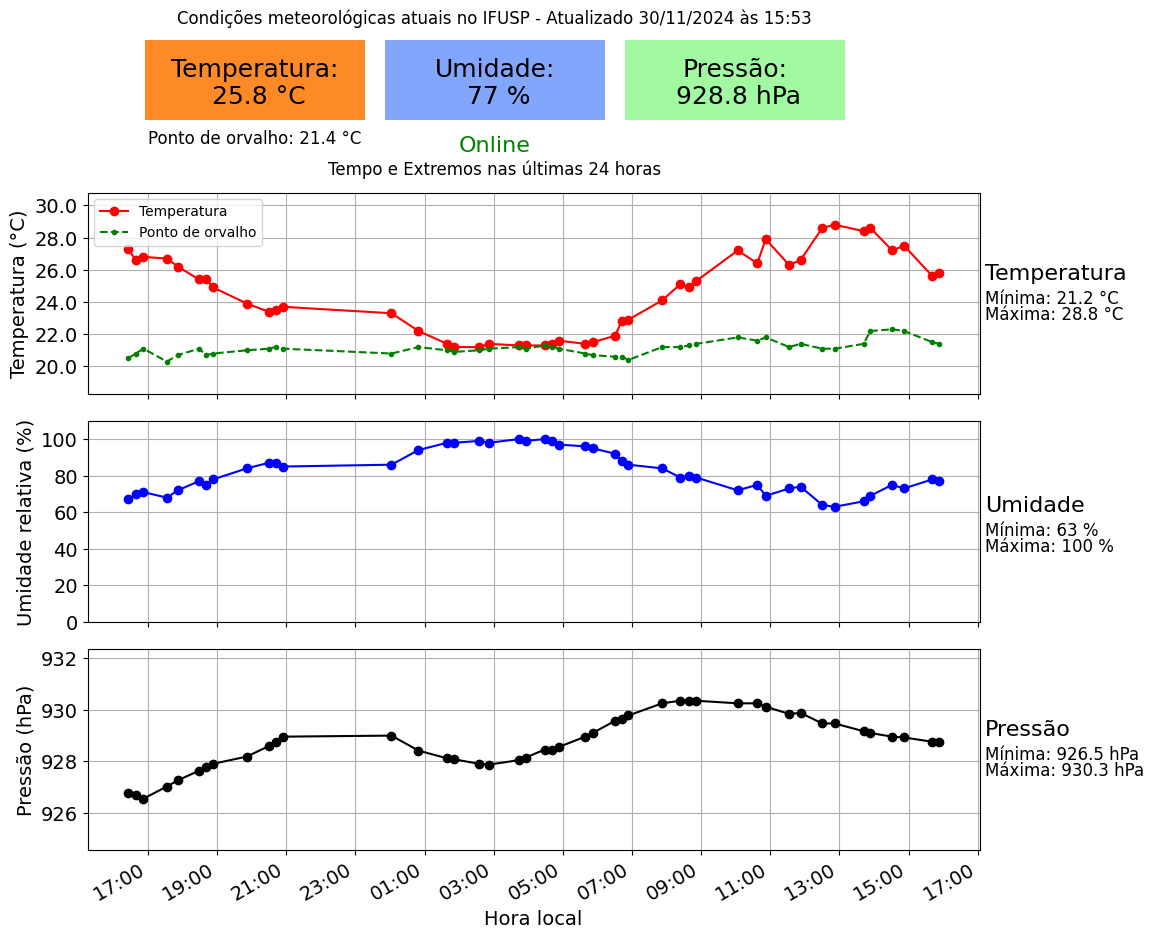 Condições meteorológicas atuais no IFUSP - Atualizado 30/11/2024 às 15:53
Temperatura:
25.8 °C
Umidade:
77 %
Pressão:
928.8 hPa
Ponto de orvalho: 21.4 °C
Online
Tempo e Extremos nas últimas 24 horas
Temperatura (°C)
30.0
28.0
26.0
24.0
22.0
20.0
Temperatura
Ponto de orvalho
Temperatura
Mínima: 21.2 °C
Máxima: 28.8 °C
Umidade relativa (%)
100
80
60
40
20
0
Umidade
Mínima: 63 %
Máxima: 100 %
Pressão (hPa)
932
930
928
926
Pressão
Mínima: 926.5 hPa
Máxima: 930.3 hPa
17:00 19:00 21:00 23:00 01:00 03:00 05:00 07:00 09:00 11:00 13:00 15:00 17:00
Hora local